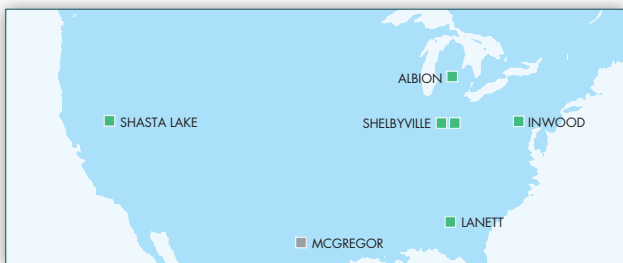 ALBION
SHASTA LAKE
SHELBYVILLE
INWOOD
LANETT
MCGREGOR